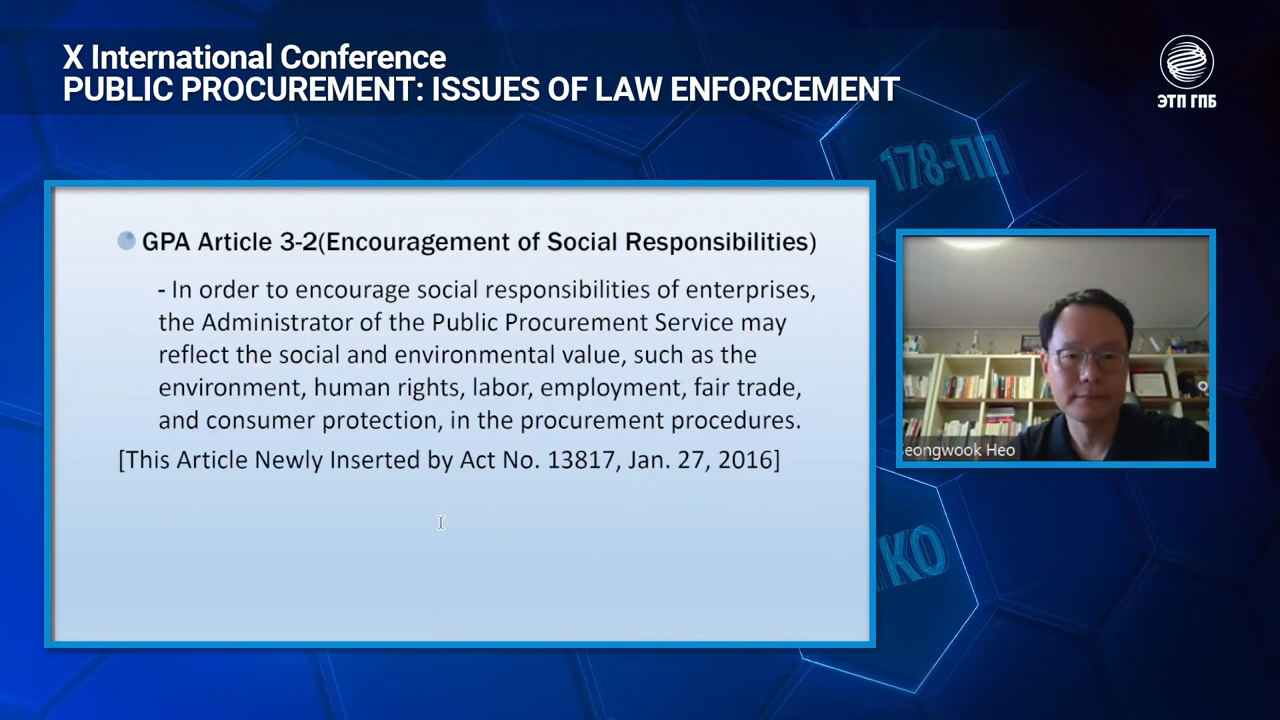 X International Conference
PUBLIC PROCUREMENT: ISSUES OF LAW ENFORCEMENT
ЭТП ГПБ
178-ПП
GPA Article 3-2(Encouragement of Social Responsibilities)
- In order to encourage social responsibilities of enterprises,
the Administrator of the Public Procurement Service may
reflect the social and environmental value, such as the
environment, human rights, labor, employment, fair trade,
and consumer protection, in the procurement procedures.
[This Article Newly Inserted by Act No. 13817, Jan. 27, 2016]
eongwook Heo
КО